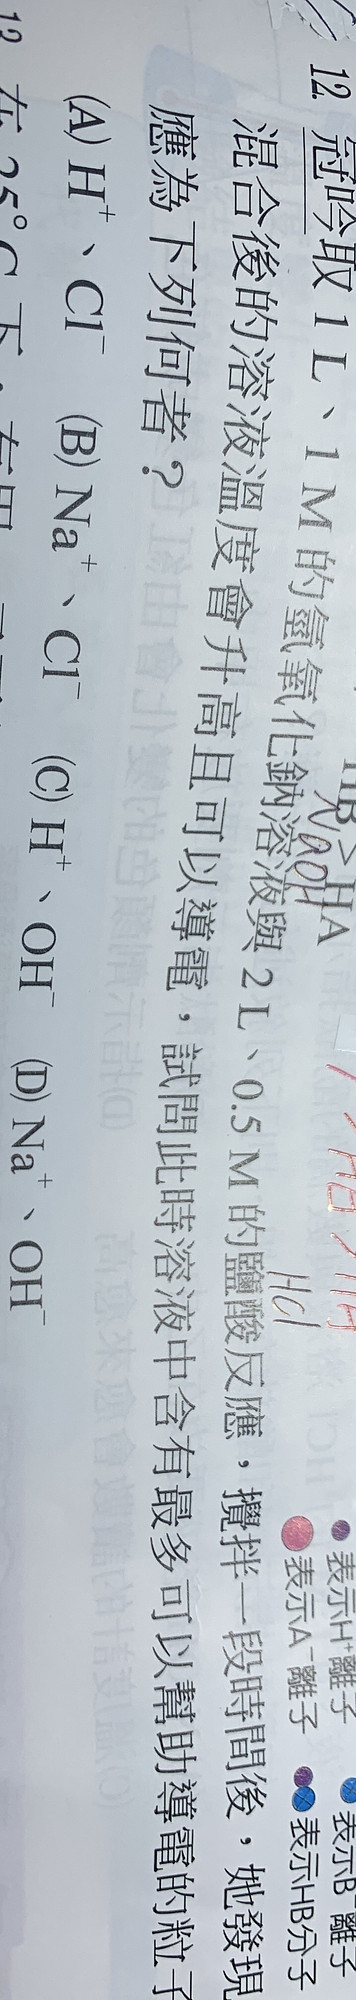 HB > HA
表示H⁺離子
表示B⁻離子
表示A⁻離子
表示HB分子
NaOH
HCl
12. 冠吟取 1 L、1 M 的氫氧化鈉溶液與 2 L、0.5 M 的鹽酸反應，攪拌一段時間後，她發現
混合後的溶液溫度會升高且可以導電，試問此時溶液中含有最多可以幫助導電的粒子
應為下列何者？
(A) H⁺、Cl⁻ (B) Na⁺、Cl⁻ (C) H⁺、OH⁻ (D) Na⁺、OH⁻
13 在 25°C 下，有